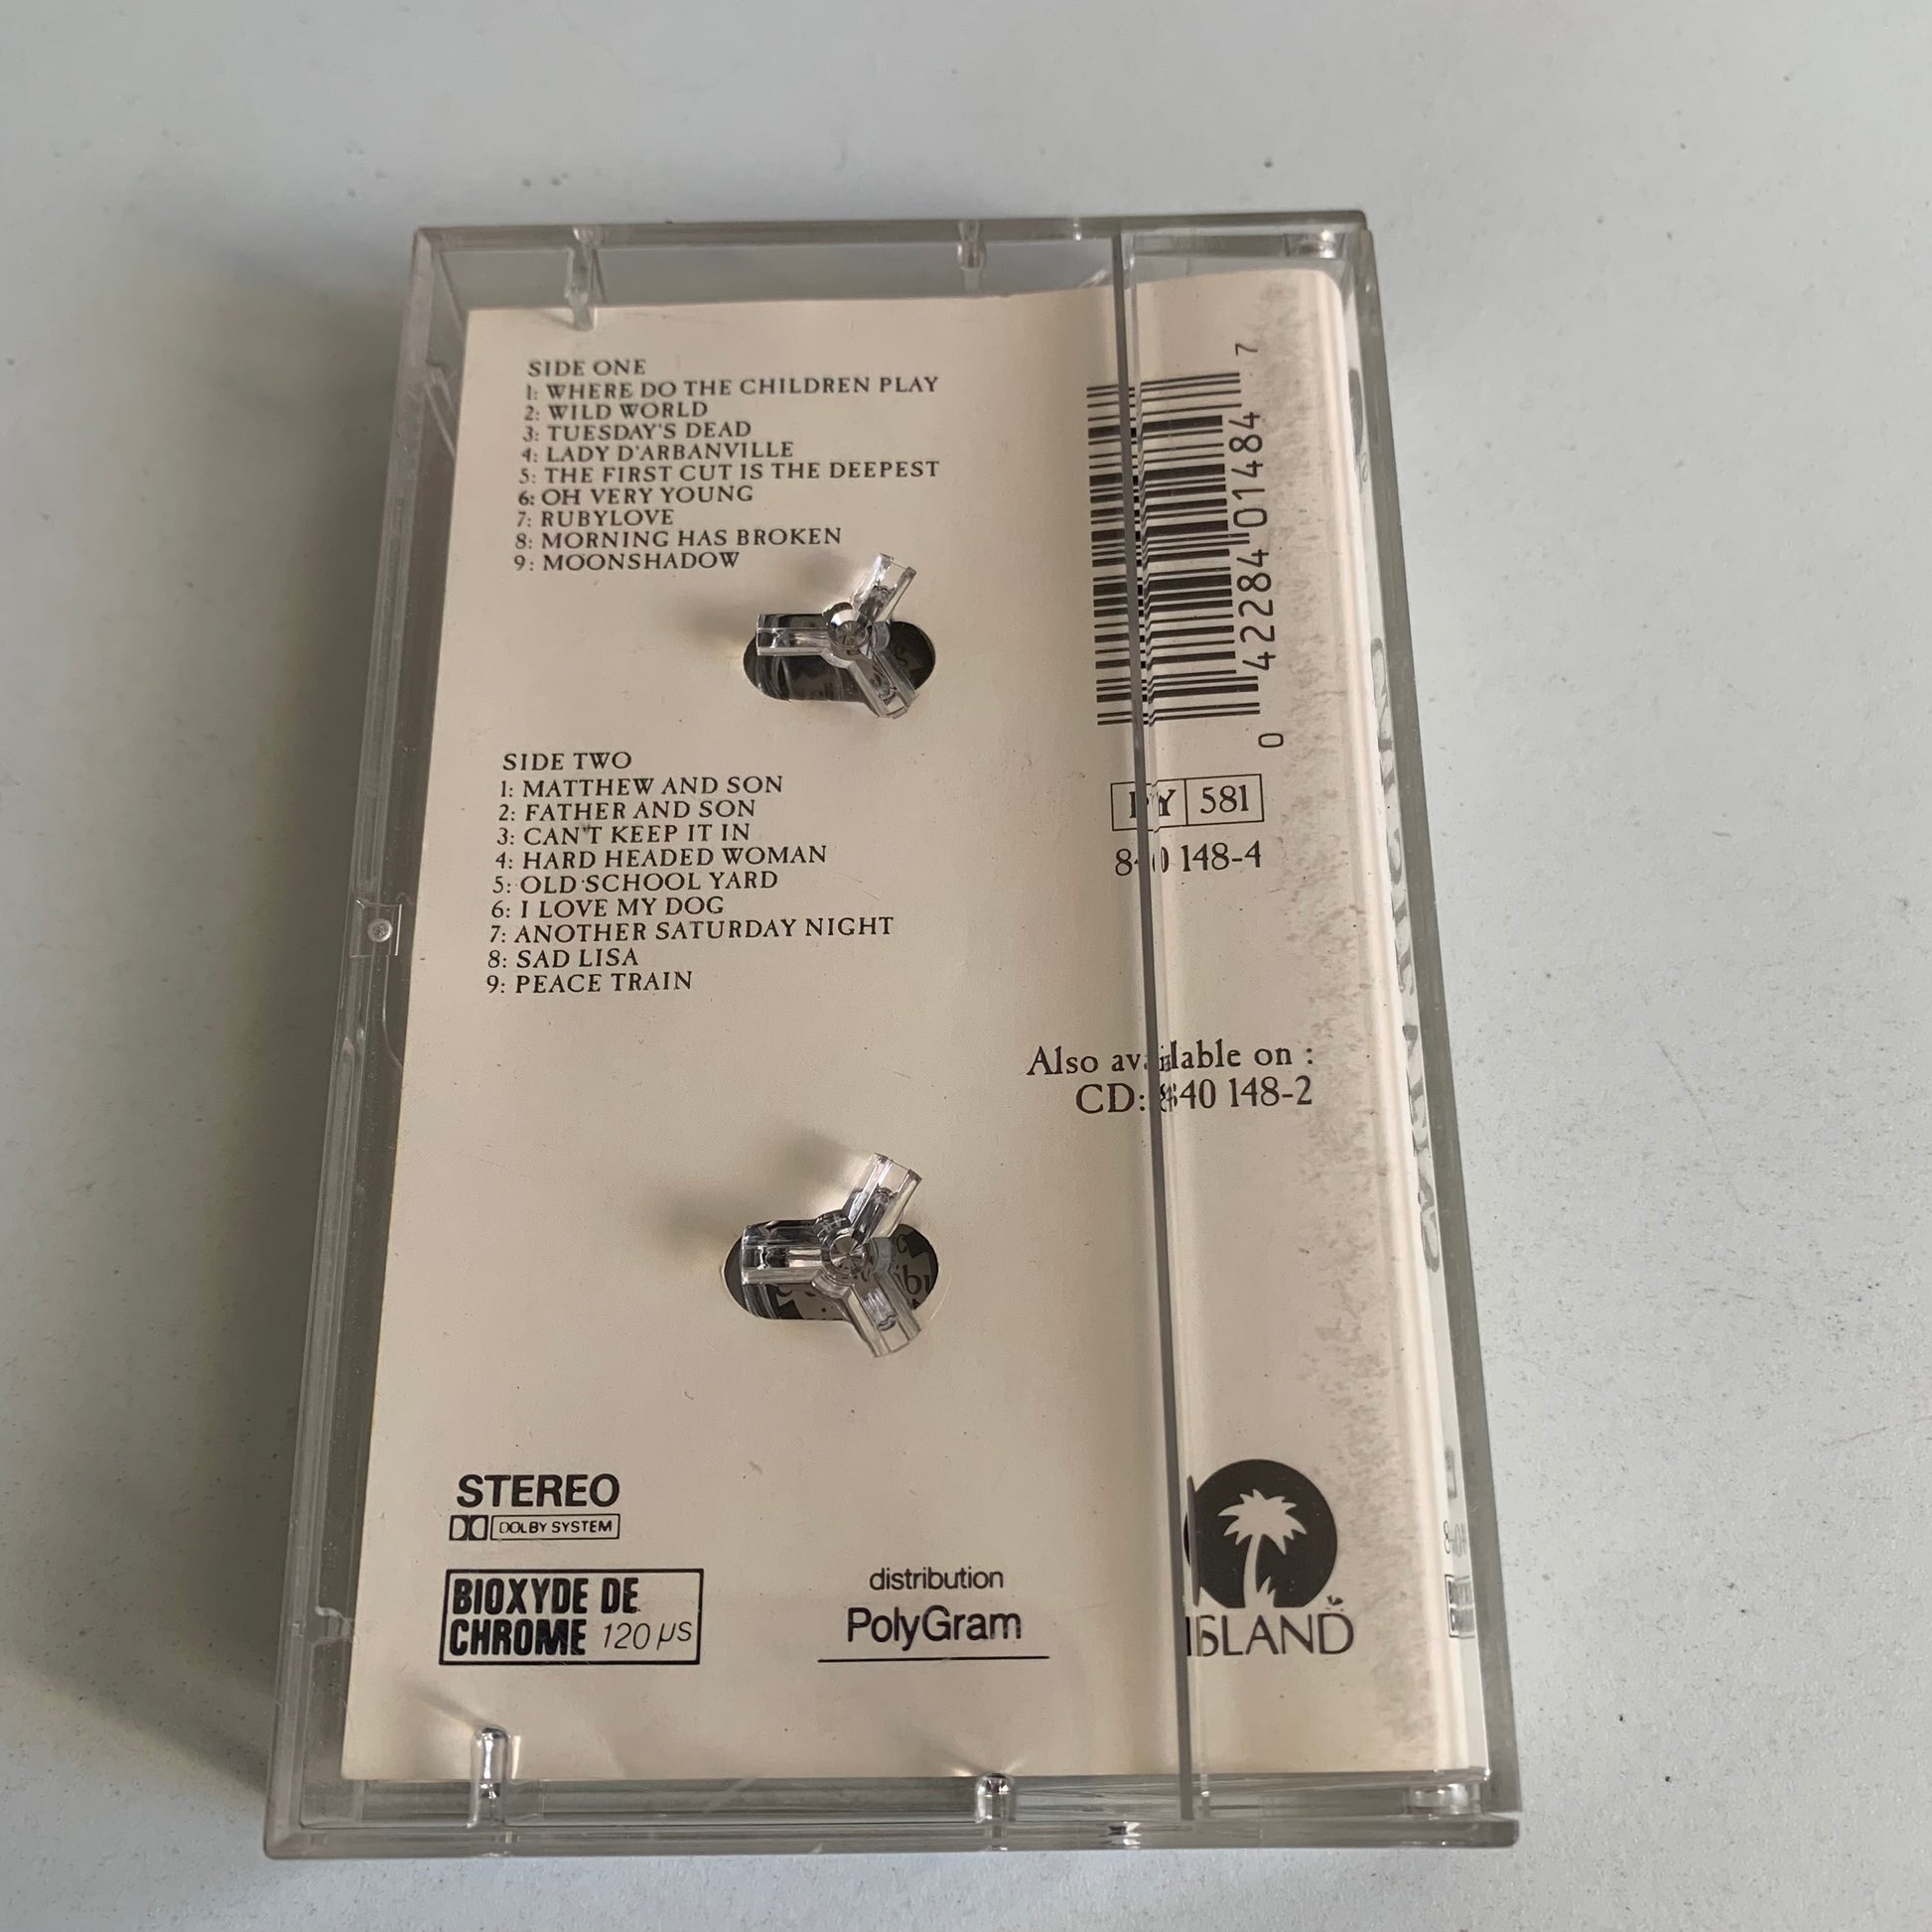 SIDE ONE
1: WHERE DO THE CHILDREN PLAY
2: WILD WORLD
3: TUESDAY'S DEAD
4: LADY D'ARBANVILLE
5: THE FIRST CUT IS THE DEEPEST
6: OH VERY YOUNG
7: RUBYLOVE
8: MORNING HAS BROKEN
9: MOONSHADOW
SIDE TWO
1: MATTHEW AND SON
2: FATHER AND SON
3: CAN'T KEEP IT IN
4: HARD HEADED WOMAN
5: OLD SCHOOL YARD
6: I LOVE MY DOG
7: ANOTHER SATURDAY NIGHT
8: SAD LISA
9: PEACE TRAIN
0 42284 01484 7
PY 581
840 148-4
Also available on :
CD: 840 148-2
STEREO
DOLBY SYSTEM
BIOXYDE DE
CHROME 120 µs
distribution
PolyGram
ISLAND